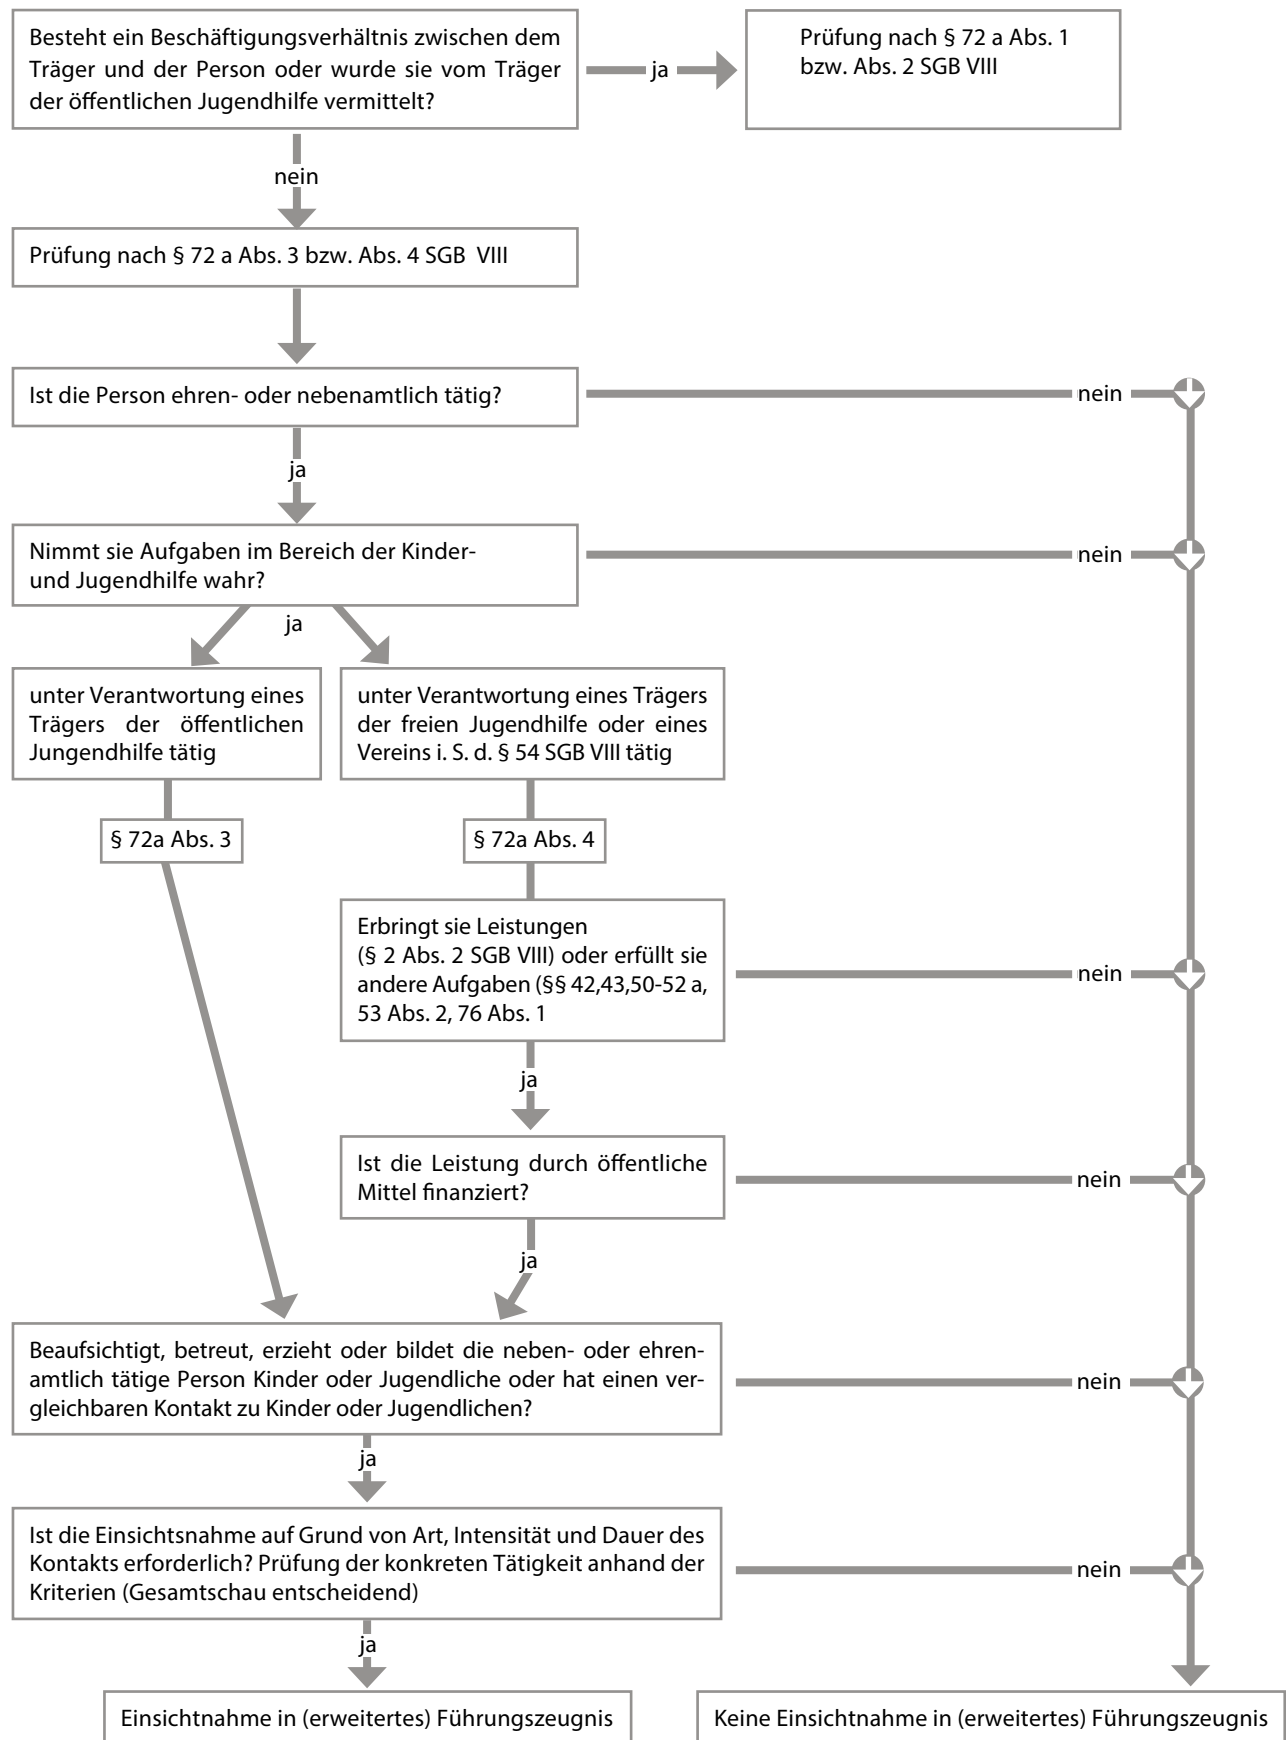 Besteht ein Beschäftigungsverhältnis zwischen dem
Träger und der Person oder wurde sie vom Träger
der öffentlichen Jugendhilfe vermittelt?
ja
Prüfung nach § 72 a Abs. 1
bzw. Abs. 2 SGB VIII
nein
Prüfung nach § 72 a Abs. 3 bzw. Abs. 4 SGB VIII
Ist die Person ehren- oder nebenamtlich tätig?
nein
ja
Nimmt sie Aufgaben im Bereich der Kinder-
und Jugendhilfe wahr?
nein
ja
unter Verantwortung eines
Trägers der öffentlichen
Jungendhilfe tätig
unter Verantwortung eines Trägers
der freien Jugendhilfe oder eines
Vereins i. S. d. § 54 SGB VIII tätig
§ 72a Abs. 3
§ 72a Abs. 4
Erbringt sie Leistungen
(§ 2 Abs. 2 SGB VIII) oder erfüllt sie
andere Aufgaben (§§ 42,43,50-52 a,
53 Abs. 2, 76 Abs. 1
nein
ja
Ist die Leistung durch öffentliche
Mittel finanziert?
nein
ja
Beaufsichtigt, betreut, erzieht oder bildet die neben- oder ehren-
amtlich tätige Person Kinder oder Jugendliche oder hat einen ver-
gleichbaren Kontakt zu Kinder oder Jugendlichen?
nein
ja
Ist die Einsichtsnahme auf Grund von Art, Intensität und Dauer des
Kontakts erforderlich? Prüfung der konkreten Tätigkeit anhand der
Kriterien (Gesamtschau entscheidend)
nein
ja
Einsichtnahme in (erweitertes) Führungszeugnis
Keine Einsichtnahme in (erweitertes) Führungszeugnis